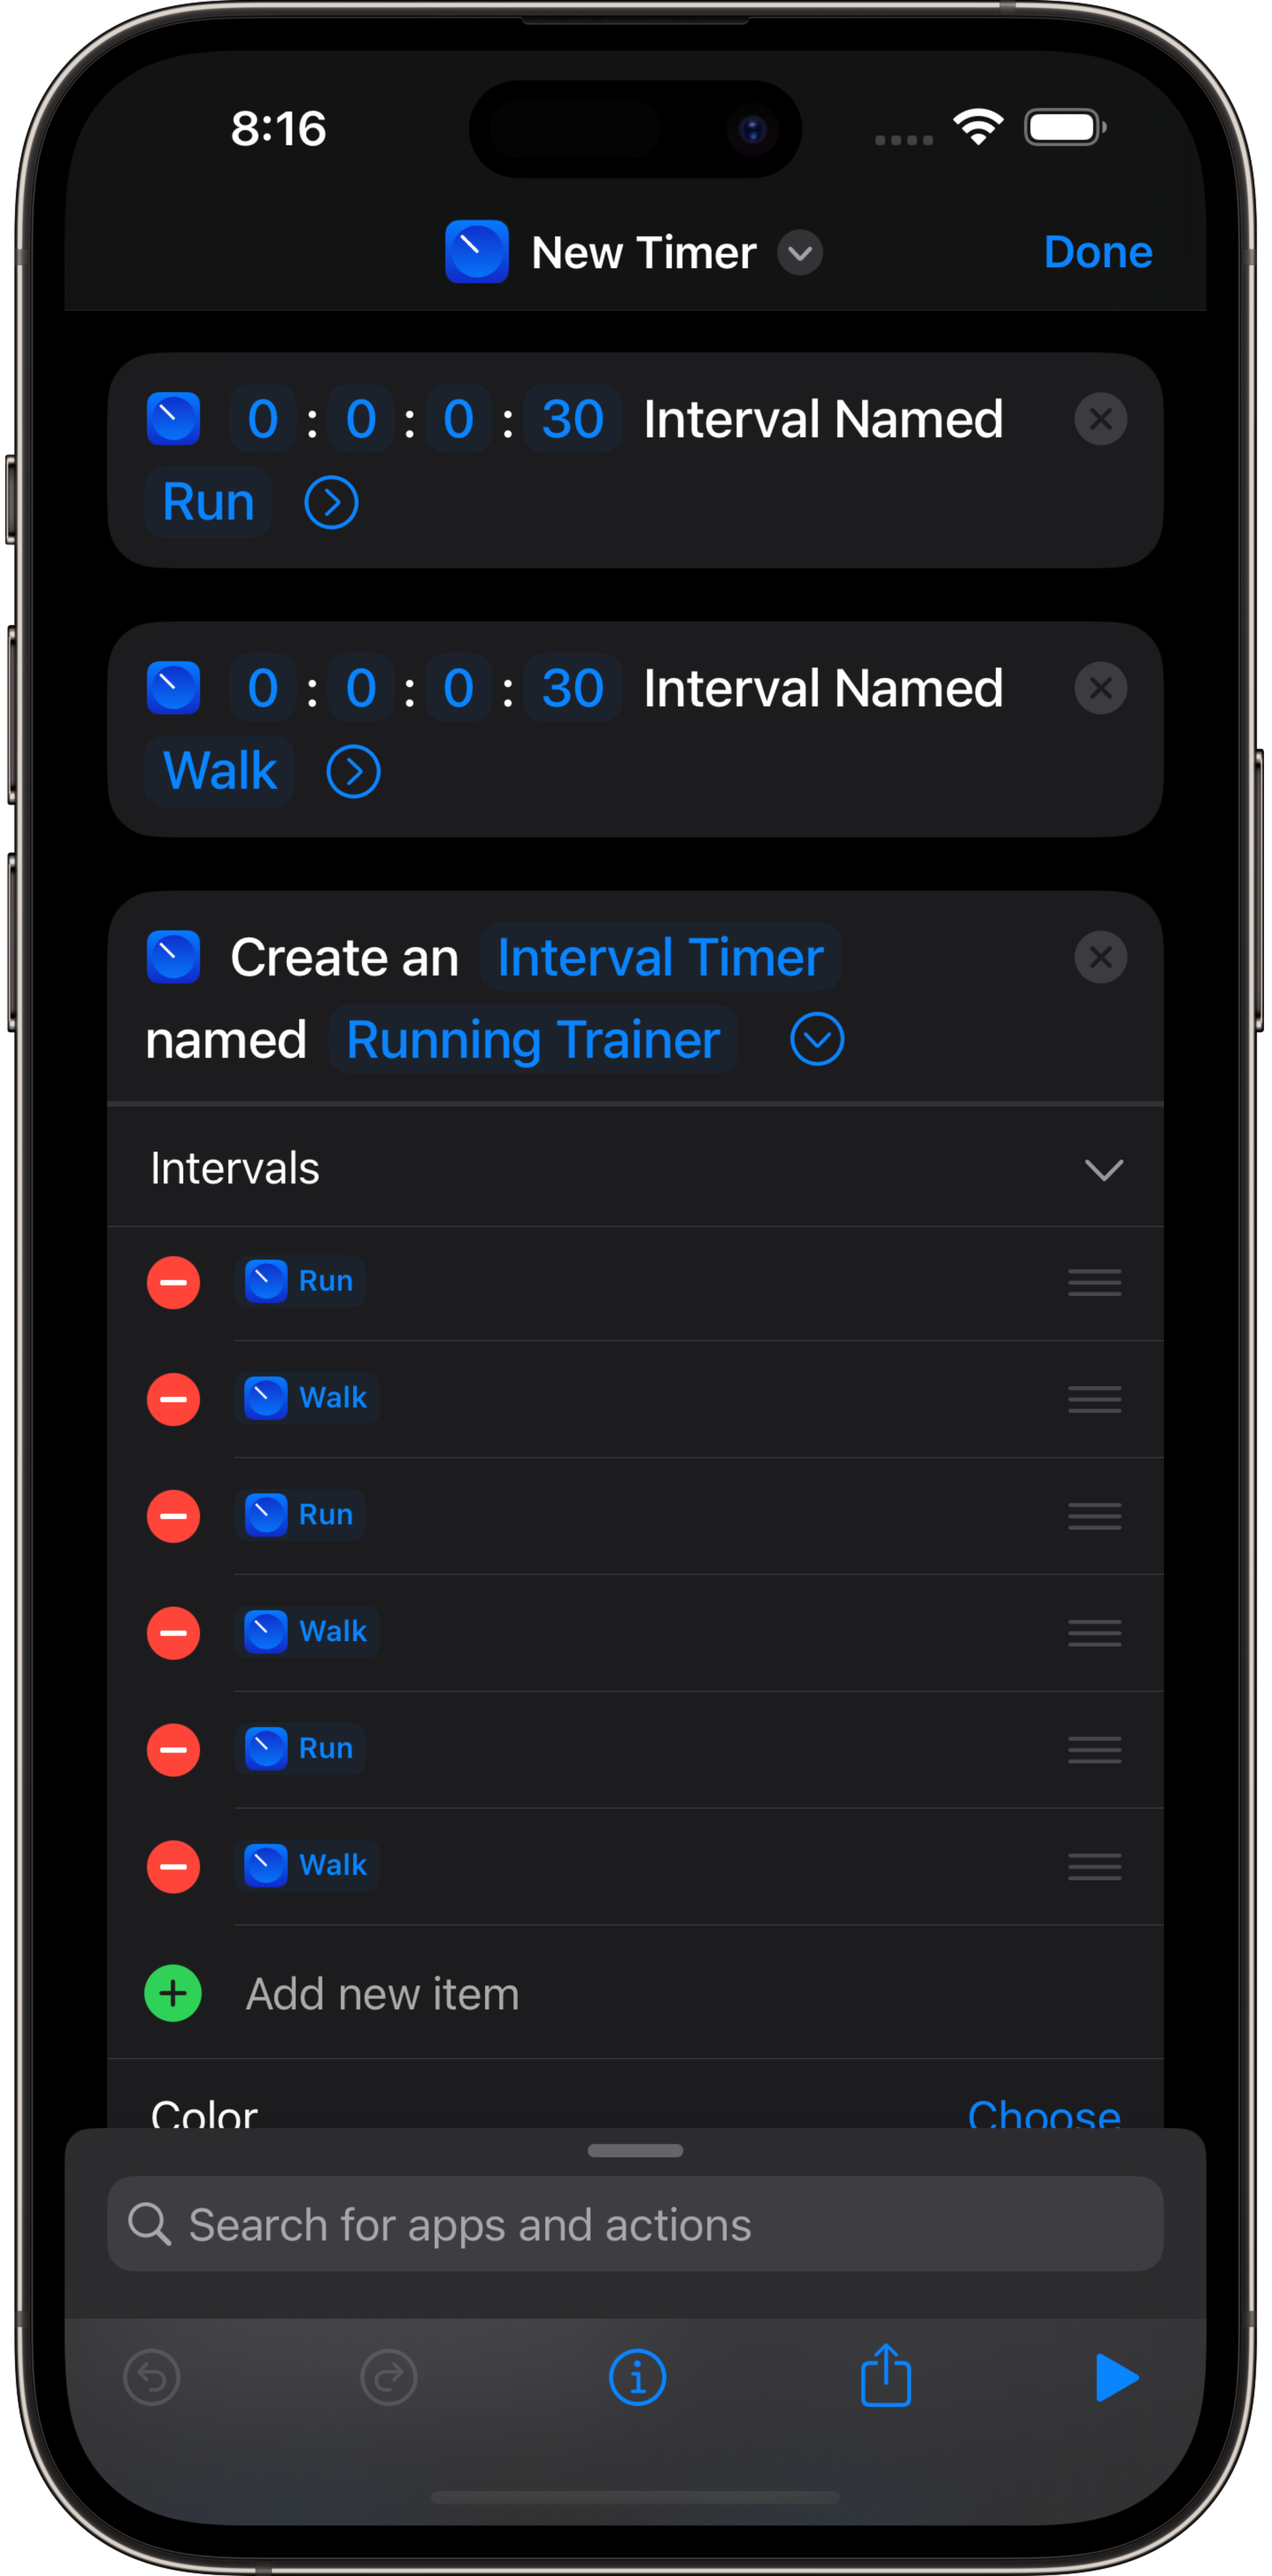 8:16
New Timer
Done
0 : 0 : 0 : 30 Interval Named
Run
0 : 0 : 0 : 30 Interval Named
Walk
Create an Interval Timer
named Running Trainer
Intervals
Run
Walk
Run
Walk
Run
Walk
Add new item
Color Choose
Search for apps and actions